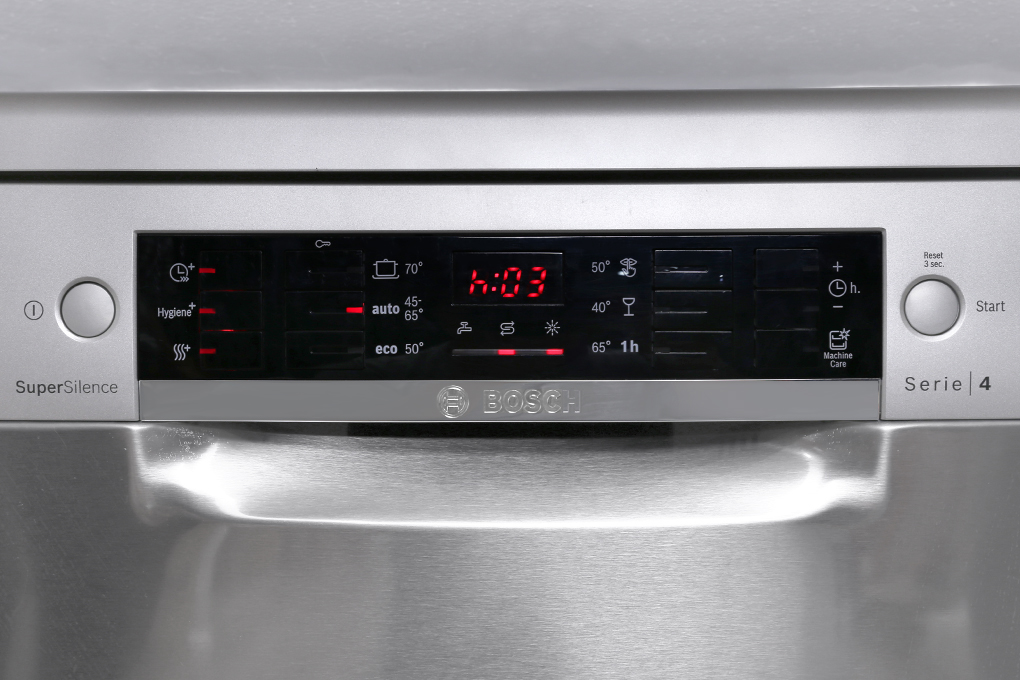 Hygiene+
SuperSilence
70°
auto 45-
65°
eco 50°
h:03
50°
40°
65° 1h
+
h.
−
Machine
Care
Reset
3 sec.
Start
Serie | 4
BOSCH